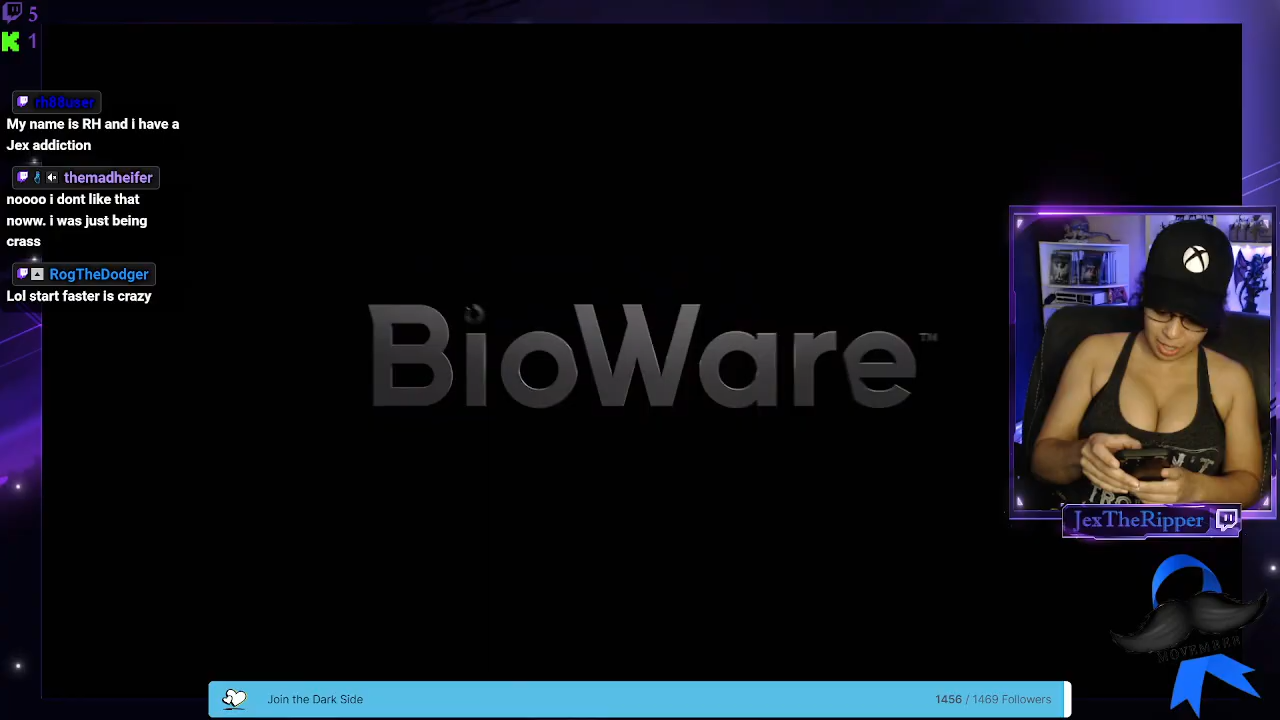 5
1
rh88user
My name is RH and i have a
Jex addiction
themadheifer
noooo i dont like that
noww. i was just being
crass
RogTheDodger
Lol start faster is crazy
BioWare™
JexTheRipper
MOVEMBER
Join the Dark Side
1456 / 1469 Followers